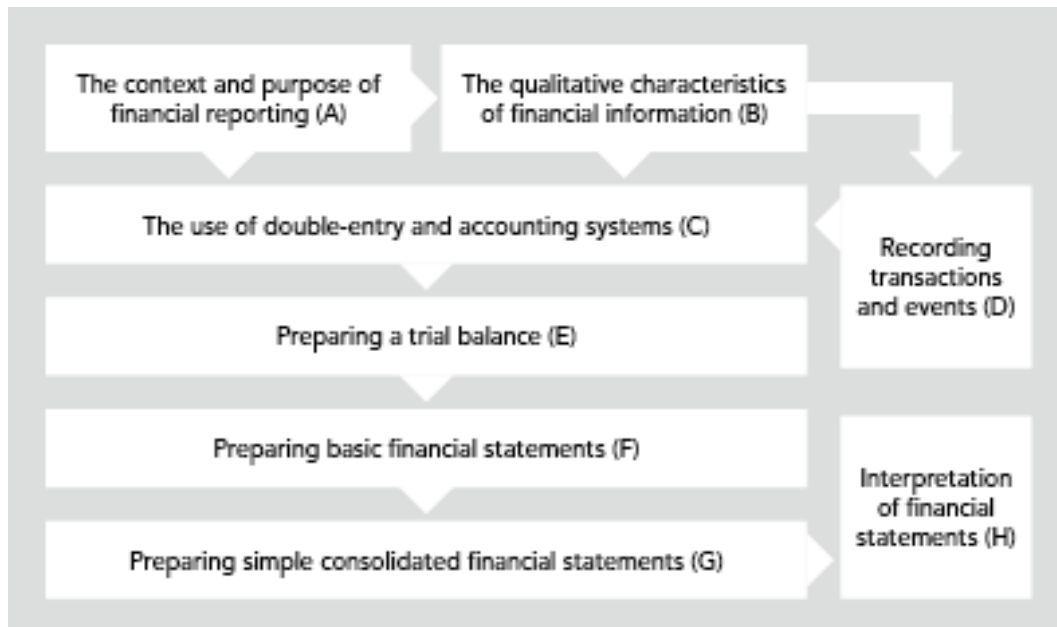 The context and purpose of
financial reporting (A)
The qualitative characteristics
of financial information (B)
The use of double-entry and accounting systems (C)
Recording
transactions
and events (D)
Preparing a trial balance (E)
Preparing basic financial statements (F)
Preparing simple consolidated financial statements (G)
Interpretation
of financial
statements (H)